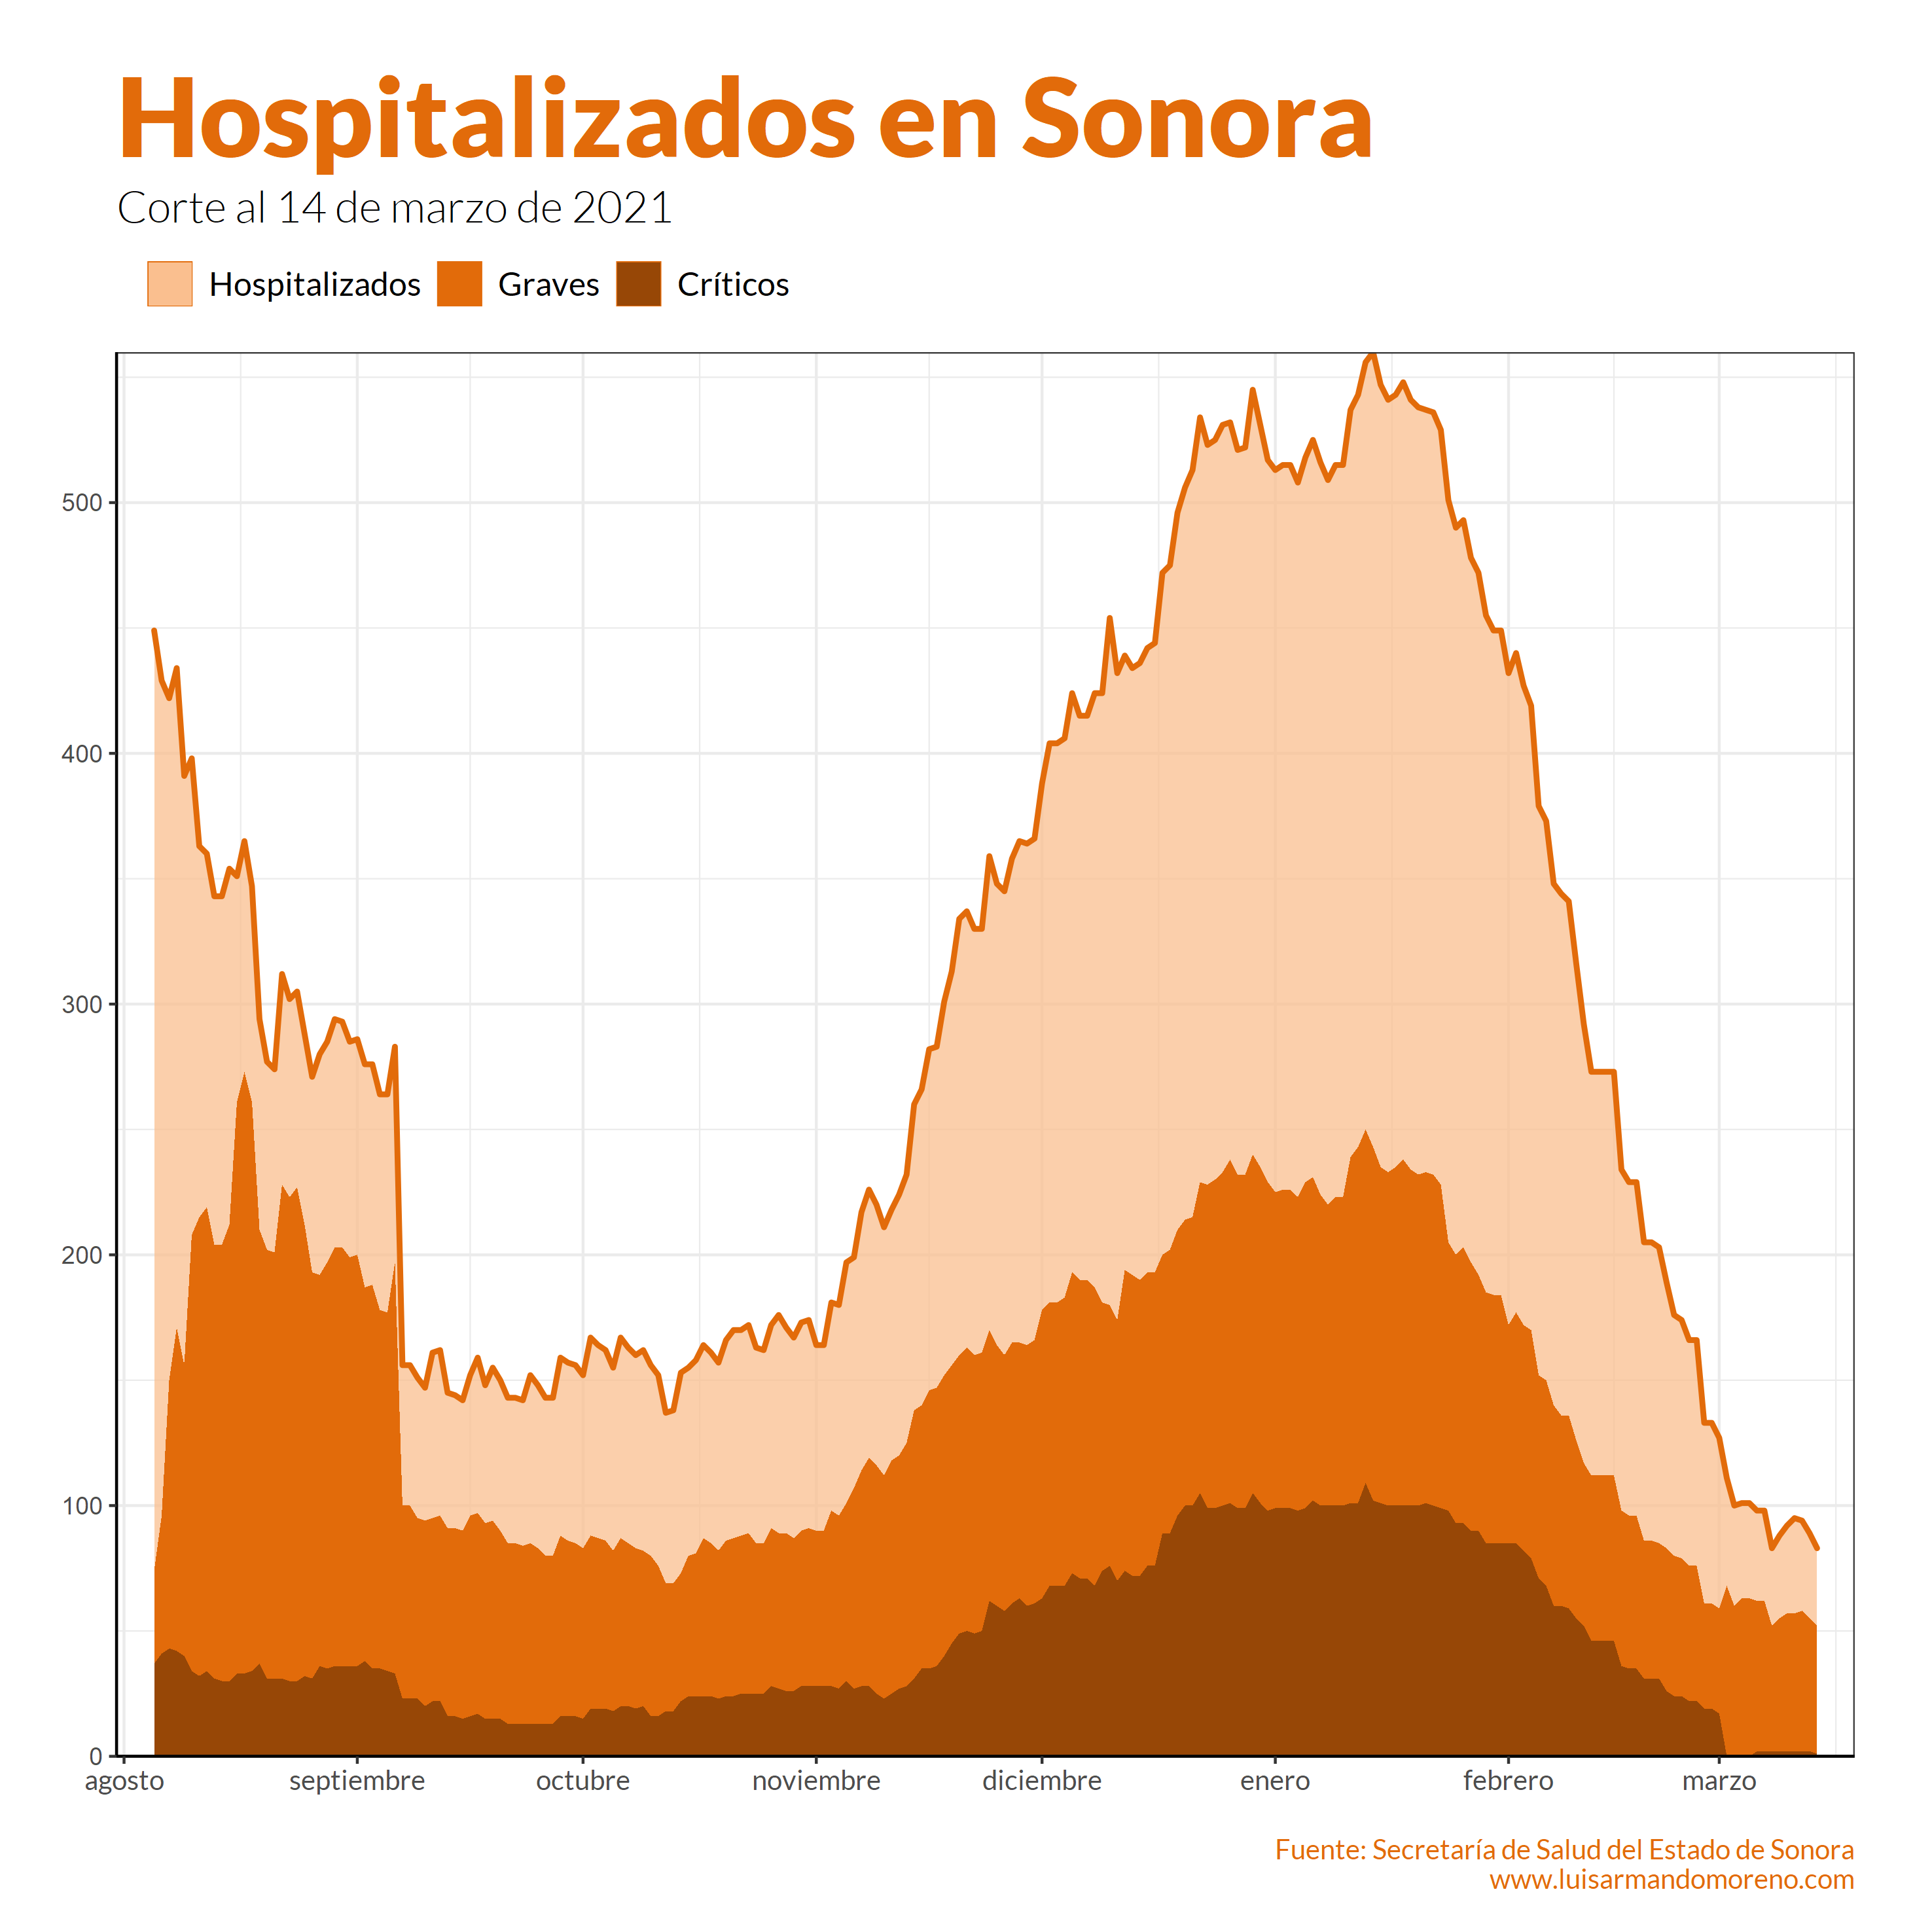 Hospitalizados en Sonora
Corte al 14 de marzo de 2021
Hospitalizados Graves Críticos
500
400
300
200
100
0
agosto septiembre octubre noviembre diciembre enero febrero marzo
Fuente: Secretaría de Salud del Estado de Sonora
www.luisarmandomoreno.com